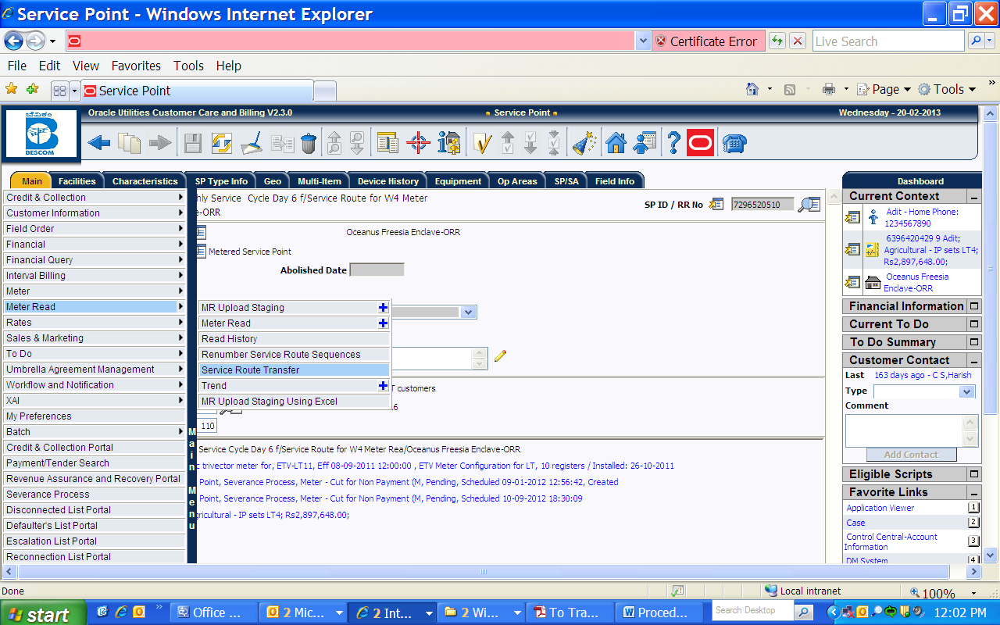 Service Point - Windows Internet Explorer
Certificate Error
Live Search
File Edit View Favorites Tools Help
Service Point
Page Tools
ಬೆವಿಕಂ
BESCOM
Oracle Utilities Customer Care and Billing V2.3.0
Service Point
Wednesday - 20-02-2013
Main Facilities Characteristics SP Type Info Geo Multi-Item Device History Equipment Op Areas SP/SA Field Info
Credit & Collection
Customer Information
Field Order
Financial
Financial Query
Interval Billing
Meter
Meter Read
Rates
Sales & Marketing
To Do
Umbrella Agreement Management
Workflow and Notification
XAI
My Preferences
Batch
Credit & Collection Portal
Payment/Tender Search
Revenue Assurance and Recovery Portal
Severance Process
Disconnected List Portal
Defaulter's List Portal
Escalation List Portal
Reconnection List Portal
Main Menu
hly Service Cycle Day 6 f/Service Route for W4 Meter
e-ORR
SP ID / RR No 7296520510
Oceanus Freesia Enclave-ORR
Metered Service Point
Abolished Date
MR Upload Staging
Meter Read
Read History
Renumber Service Route Sequences
Service Route Transfer
Trend
MR Upload Staging Using Excel
T customers
.6
110
Service Cycle Day 6 f/Service Route for W4 Meter Rea/Oceanus Freesia Enclave-ORR
c trivector meter for, ETV-LT11, Eff 08-09-2011 12:00:00 , ETV Meter Configuration for LT, 10 registers / Installed: 26-10-2011
Point, Severance Process, Meter - Cut for Non Payment (M, Pending, Scheduled 09-01-2012 12:56:42, Created
Point, Severance Process, Meter - Cut for Non Payment (M, Pending, Scheduled 10-09-2012 18:30:09
gricultural - IP sets LT4; Rs2,897,648.00;
Dashboard
Current Context
Adit - Home Phone:
1234567890
6396420429 9 Adit;
Agricultural - IP sets LT4;
Rs2,897,648.00;
Oceanus Freesia
Enclave-ORR
Financial Information
Current To Do
To Do Summary
Customer Contact
Last 163 days ago - C S,Harish
Type
Comment
Add Contact
Eligible Scripts
Favorite Links
Application Viewer 1
Case 2
Control Central-Account
Information 3
DM System 4
Done
Local intranet
100%
start
Office ...
2 Mic...
2 Int...
2 Wi...
To Tra...
Proced...
Search Desktop
12:02 PM